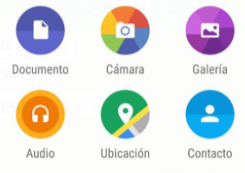 Documento Cámara Galería
Audio Ubicación Contacto